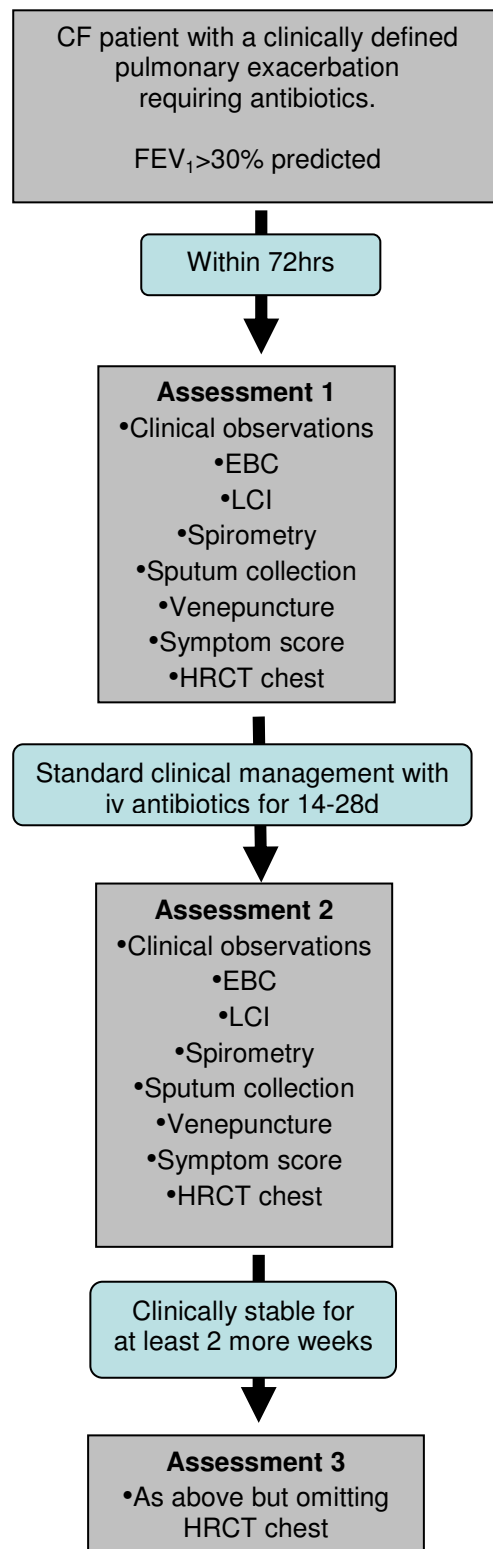 CF patient with a clinically defined
pulmonary exacerbation
requiring antibiotics.
FEV₁>30% predicted
Within 72hrs
Assessment 1
•Clinical observations
•EBC
•LCI
•Spirometry
•Sputum collection
•Venepuncture
•Symptom score
•HRCT chest
Standard clinical management with
iv antibiotics for 14-28d
Assessment 2
•Clinical observations
•EBC
•LCI
•Spirometry
•Sputum collection
•Venepuncture
•Symptom score
•HRCT chest
Clinically stable for
at least 2 more weeks
Assessment 3
•As above but omitting
HRCT chest